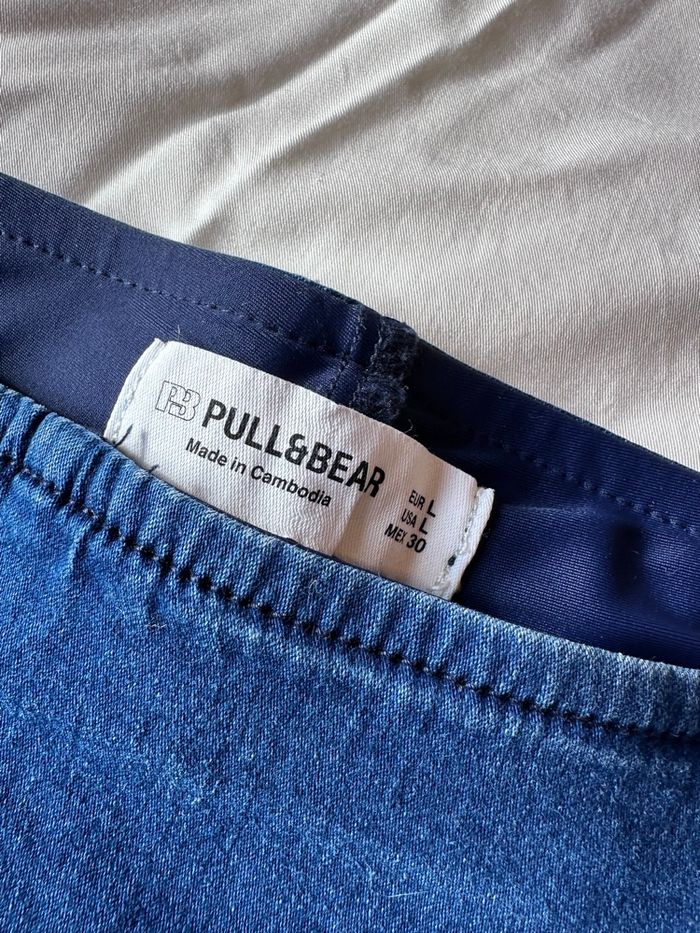 PB PULL&BEAR
Made in Cambodia
EUR L
USA L
MEX 30